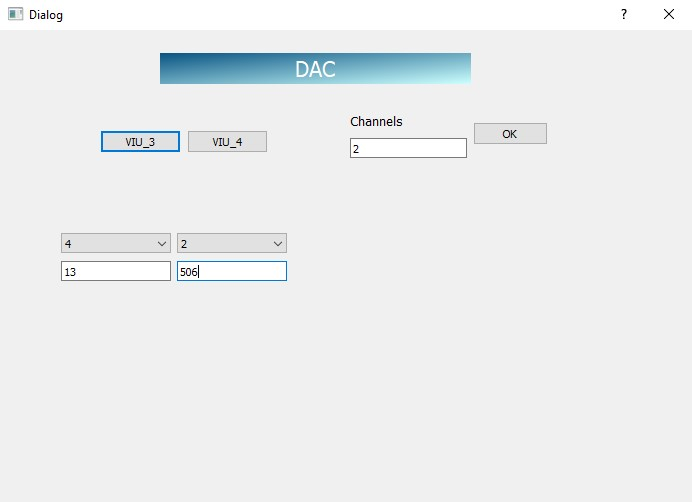 Dialog
DAC
Channels
VIU_3 VIU_4 2 OK
4 2
13 506